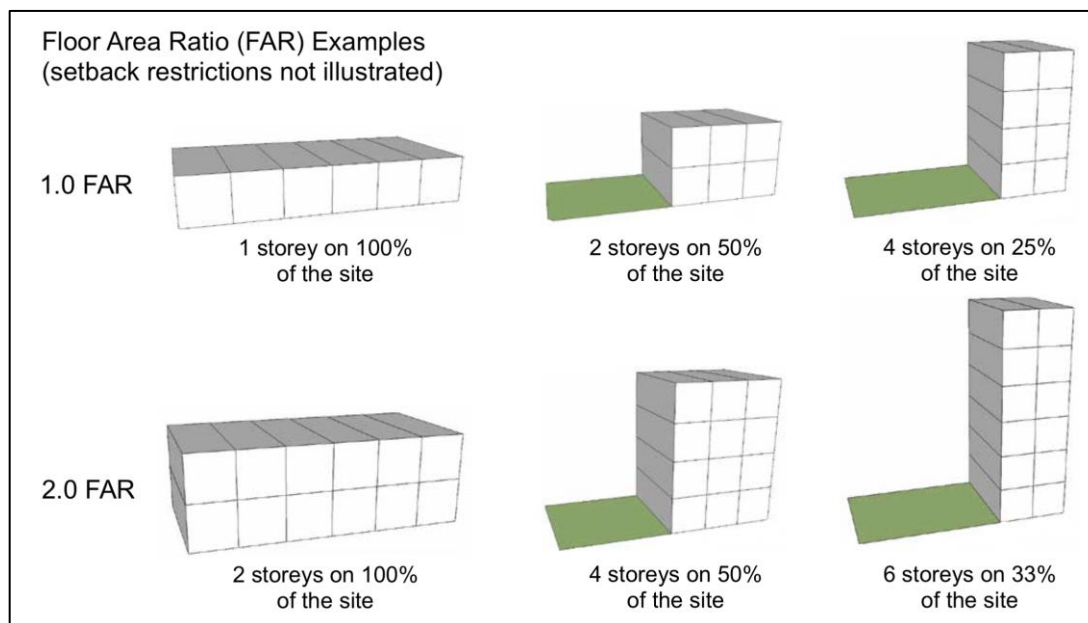 Floor Area Ratio (FAR) Examples
(setback restrictions not illustrated)
1.0 FAR
1 storey on 100%
of the site
2 storeys on 50%
of the site
4 storeys on 25%
of the site
2.0 FAR
2 storeys on 100%
of the site
4 storeys on 50%
of the site
6 storeys on 33%
of the site